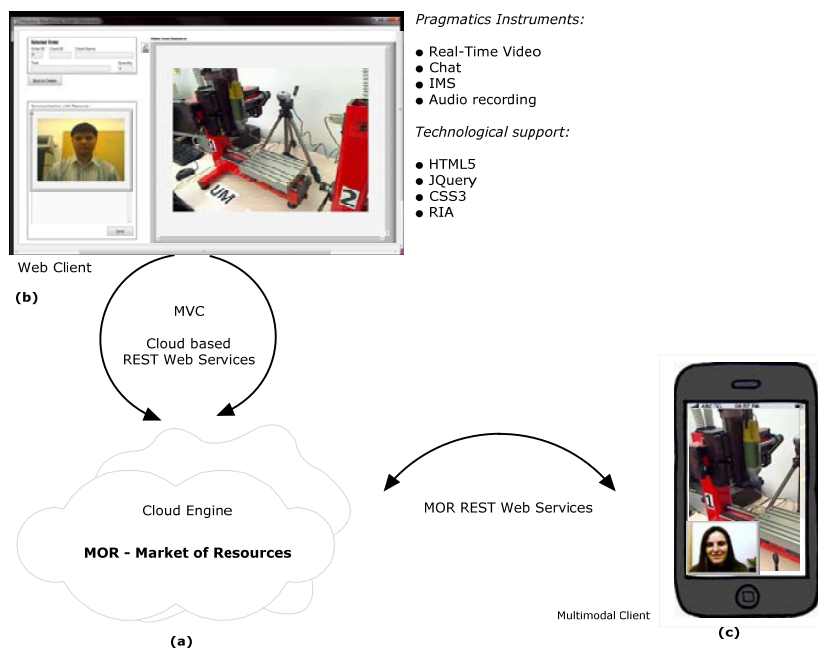 Pragmatics Instruments:
● Real-Time Video
● Chat
● IMS
● Audio recording
Technological support:
● HTML5
● JQuery
● CSS3
● RIA
Selected Order
Back to Orders
Send
UM
2
Web Client
(b)
MVC
Cloud based
REST Web Services
Cloud Engine
MOR - Market of Resources
(a)
MOR REST Web Services
1
Multimodal Client
(c)